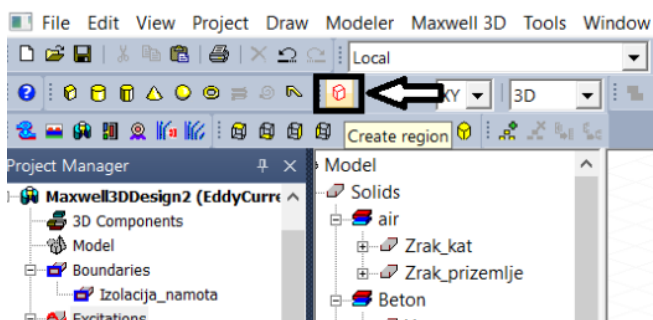 File Edit View Project Draw Modeler Maxwell 3D Tools Window
Local
XY 3D
Create region
Project Manager
Model
Maxwell3DDesign2 (EddyCurre
Solids
3D Components
air
Model
Zrak_kat
Boundaries
Zrak_prizemlje
Izolacija_namota
Beton
Excitations